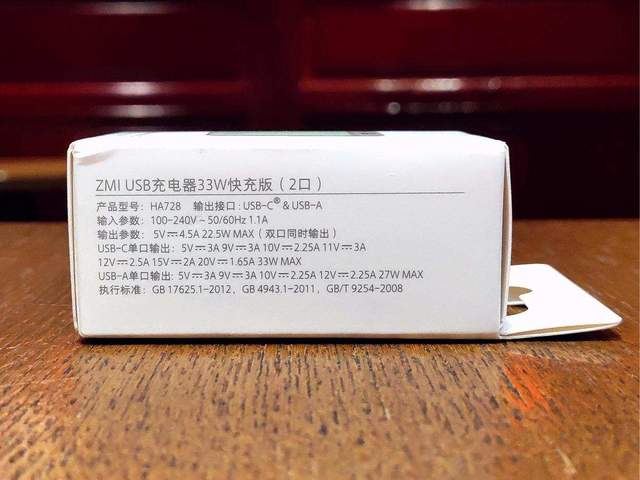 ZMI USB充电器33W快充版（2口）
产品型号：HA728 输出接口：USB-C® & USB-A
输入参数：100-240V～50/60Hz 1.1A
输出参数： 5V⎓4.5A 22.5W MAX（双口同时输出）
USB-C单口输出：5V⎓3A 9V⎓3A 10V⎓2.25A 11V⎓3A
12V⎓2.5A 15V⎓2A 20V⎓1.65A 33W MAX
USB-A单口输出: 5V⎓3A 9V⎓3A 10V⎓2.25A 12V⎓2.25A 27W MAX
执行标准：GB 17625.1-2012，GB 4943.1-2011，GB/T 9254-2008